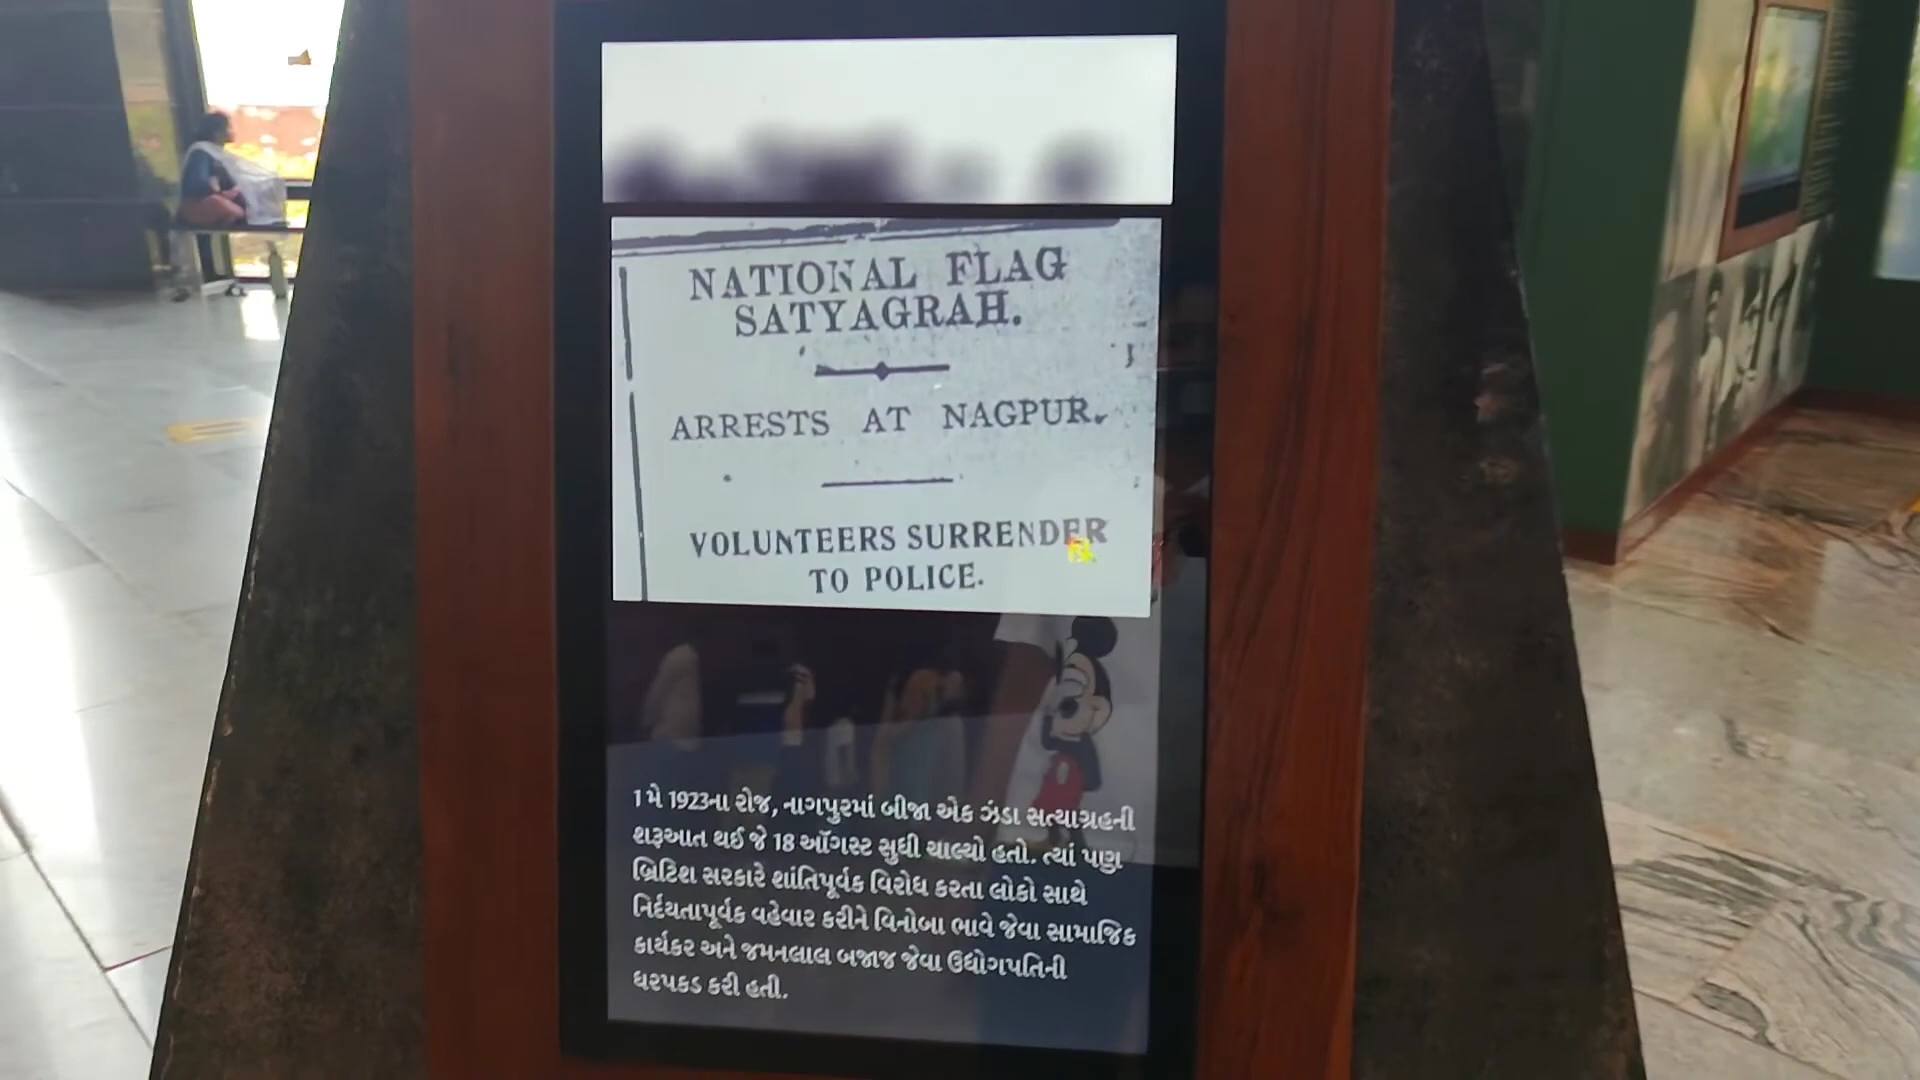 NATIONAL FLAG
SATYAGRAH.
ARRESTS AT NAGPUR.
VOLUNTEERS SURRENDER
TO POLICE.
1 મે 1923ના રોજ, નાગપુરમાં બીજા એક ઝંડા સત્યાગ્રહની
શરૂઆત થઈ જે 18 ઑગસ્ટ સુધી ચાલ્યો હતો. ત્યાં પણ
બ્રિટિશ સરકારે શાંતિપૂર્વક વિરોધ કરતા લોકો સાથે
નિર્દયતાપૂર્વક વહેવાર કરીને વિનોબા ભાવે જેવા સામાજિક
કાર્યકર અને જમનલાલ બજાજ જેવા ઉદ્યોગપતિની
ધરપકડ કરી હતી.